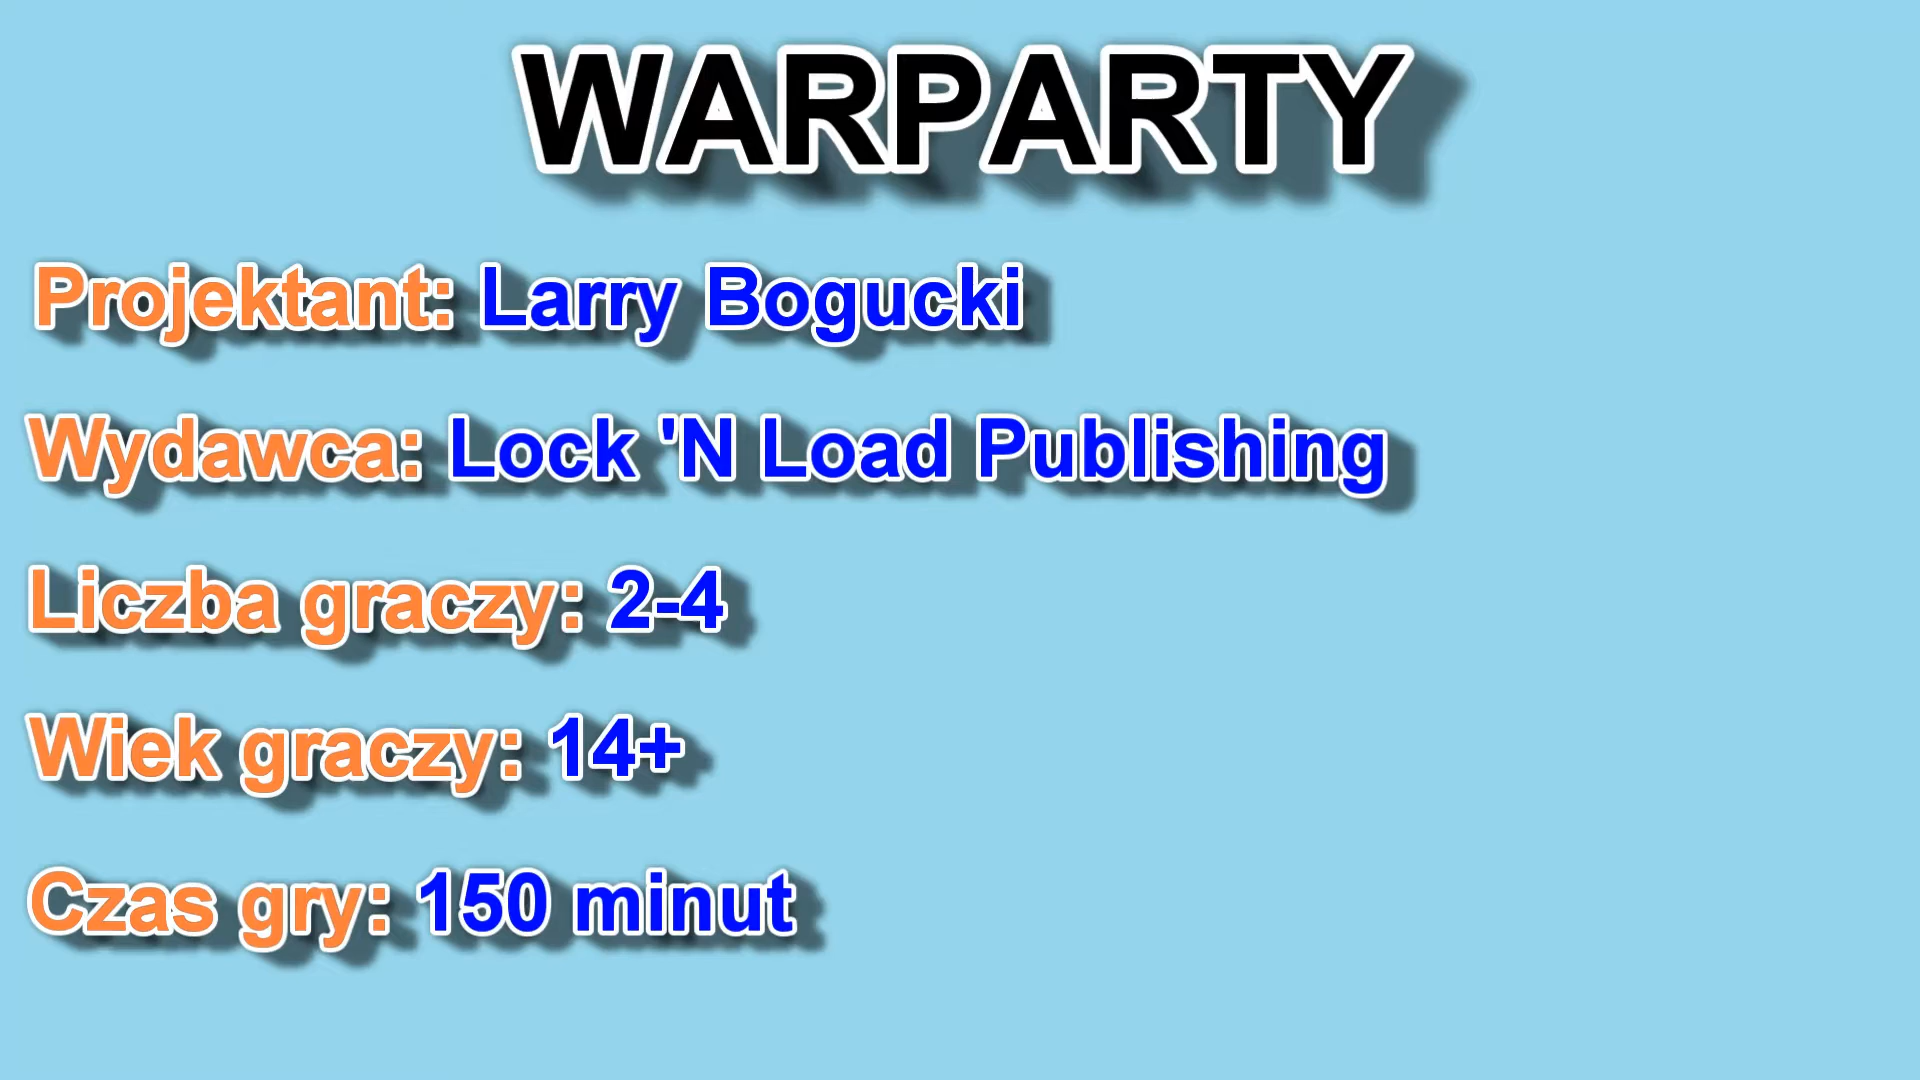 WARPARTY
Projektant: Larry Bogucki
Wydawca: Lock 'N Load Publishing
Liczba graczy: 2-4
Wiek graczy: 14+
Czas gry: 150 minut